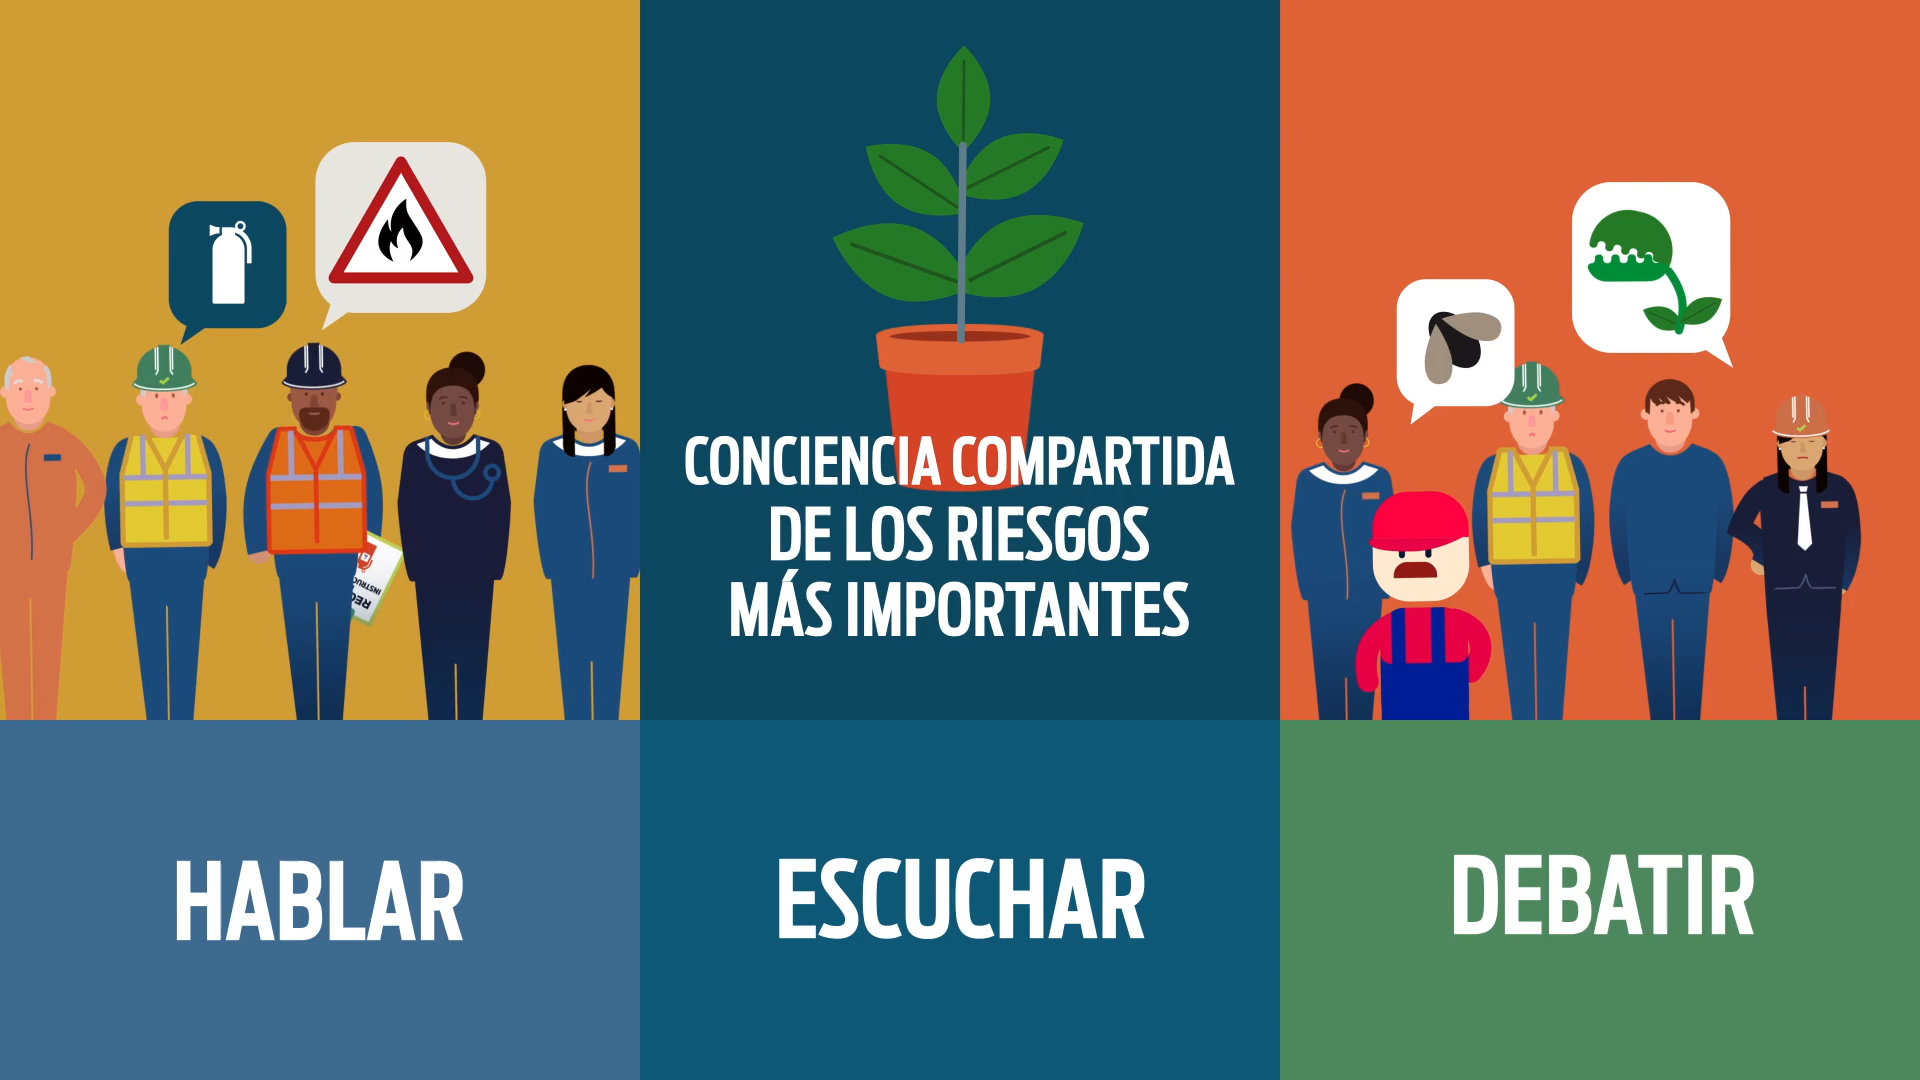 CONCIENCIA COMPARTIDA
DE LOS RIESGOS
MÁS IMPORTANTES
HABLAR
ESCUCHAR
DEBATIR